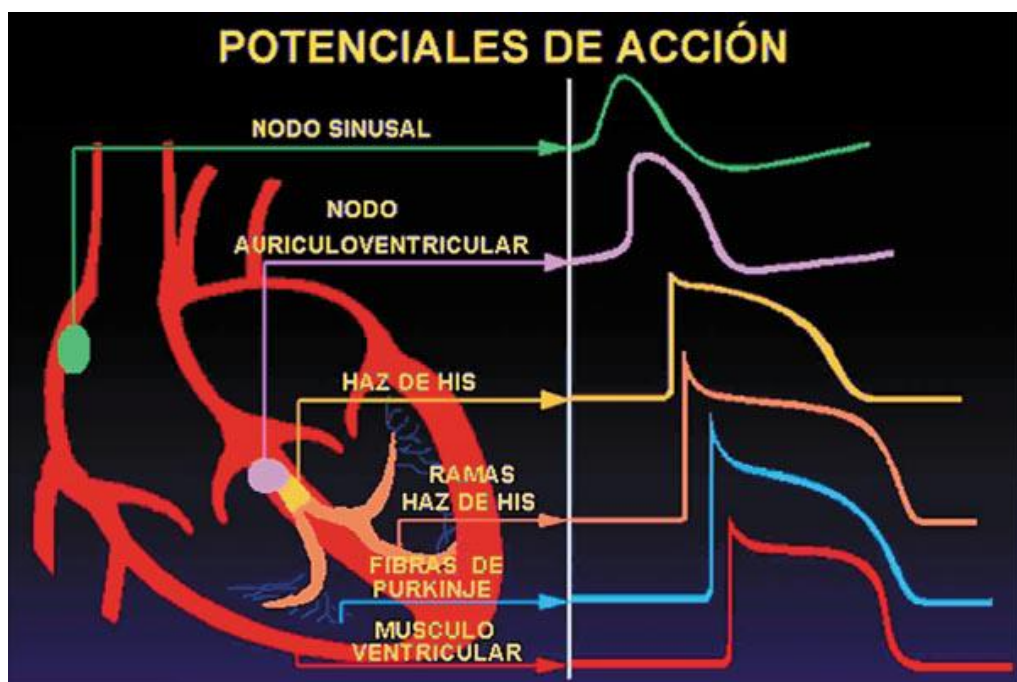 POTENCIALES DE ACCIÓN
NODO SINUSAL
NODO
AURICULOVENTRICULAR
HAZ DE HIS
RAMAS
HAZ DE HIS
FIBRAS DE
PURKINJE
MUSCULO
VENTRICULAR